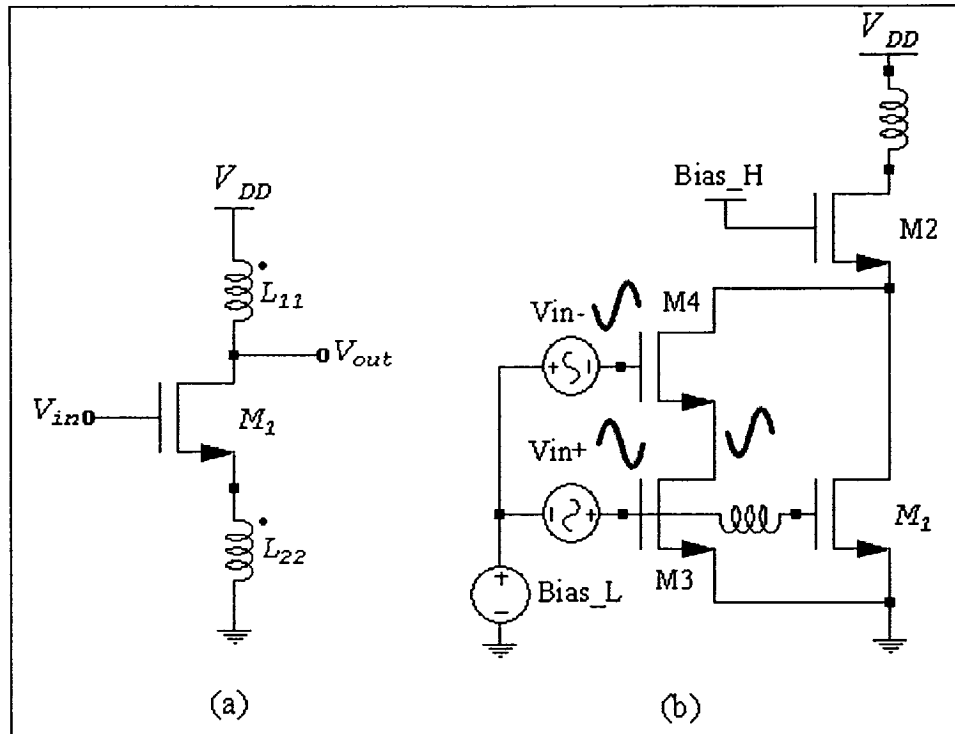 V_DD
L_11
V_out
V_in
M_1
L_22
(a)
V_DD
Bias_H
M2
M4
Vin-
+ -
Vin+
- +
M_1
M3
+
-
Bias_L
(b)